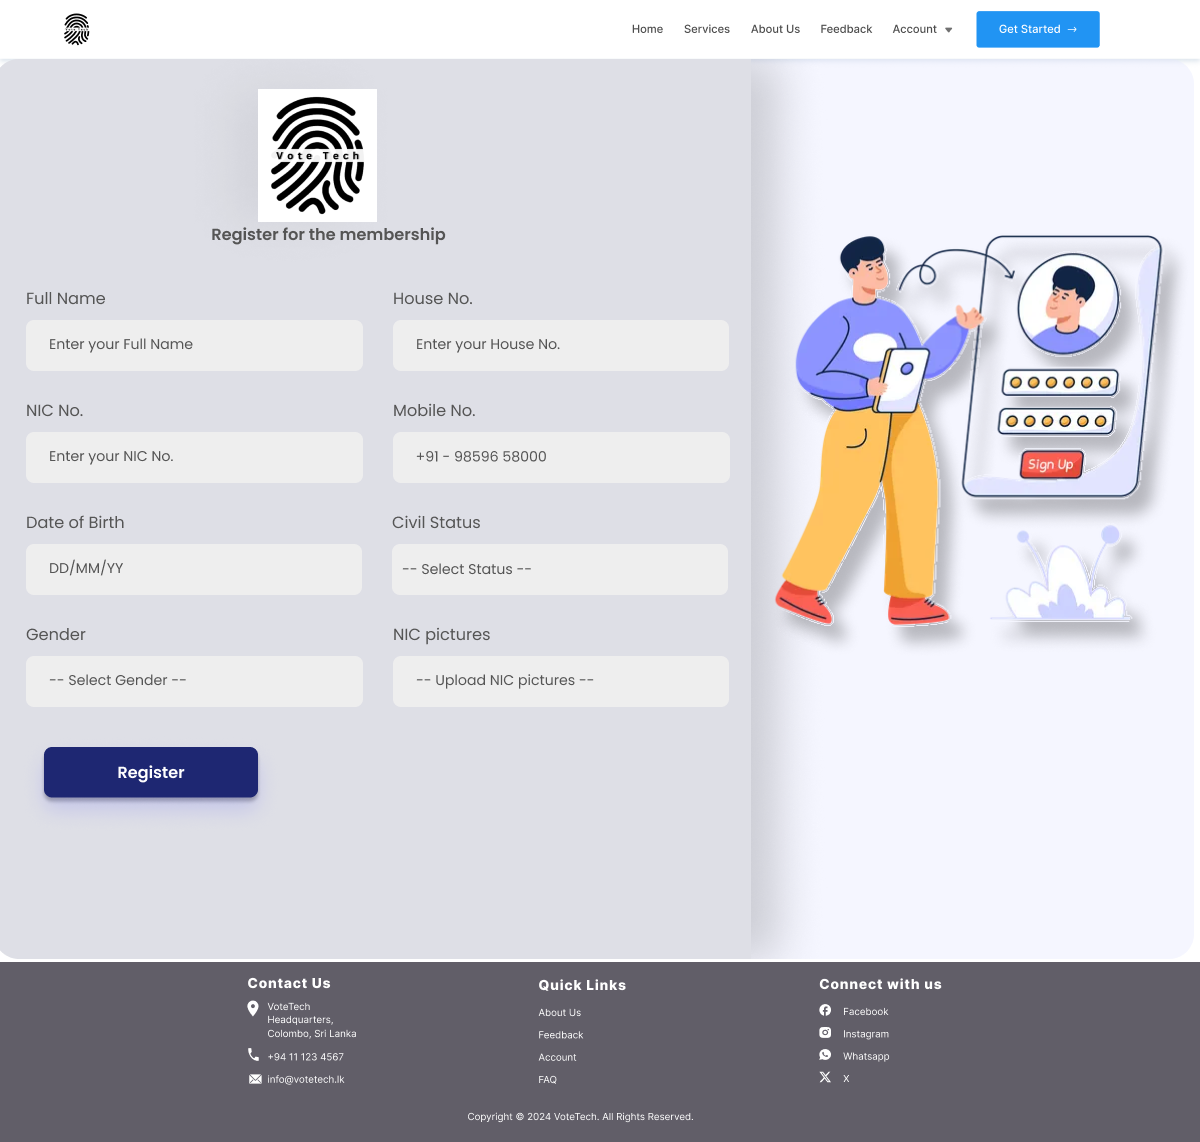 Home Services About Us Feedback Account Get Started →
Vote Tech
Register for the membership
Full Name
Enter your Full Name
House No.
Enter your House No.
NIC No.
Enter your NIC No.
Mobile No.
+91 - 98596 58000
Date of Birth
DD/MM/YY
Civil Status
-- Select Status --
Gender
-- Select Gender --
NIC pictures
-- Upload NIC pictures --
Register
Sign Up
Contact Us
VoteTech
Headquarters,
Colombo, Sri Lanka
+94 11 123 4567
info@votetech.lk
Quick Links
About Us
Feedback
Account
FAQ
Connect with us
Facebook
Instagram
Whatsapp
X
Copyright © 2024 VoteTech. All Rights Reserved.